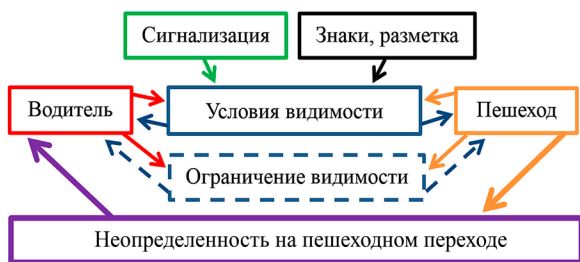 Сигнализация
Знаки, разметка
Водитель
Условия видимости
Пешеход
Ограничение видимости
Неопределенность на пешеходном переходе